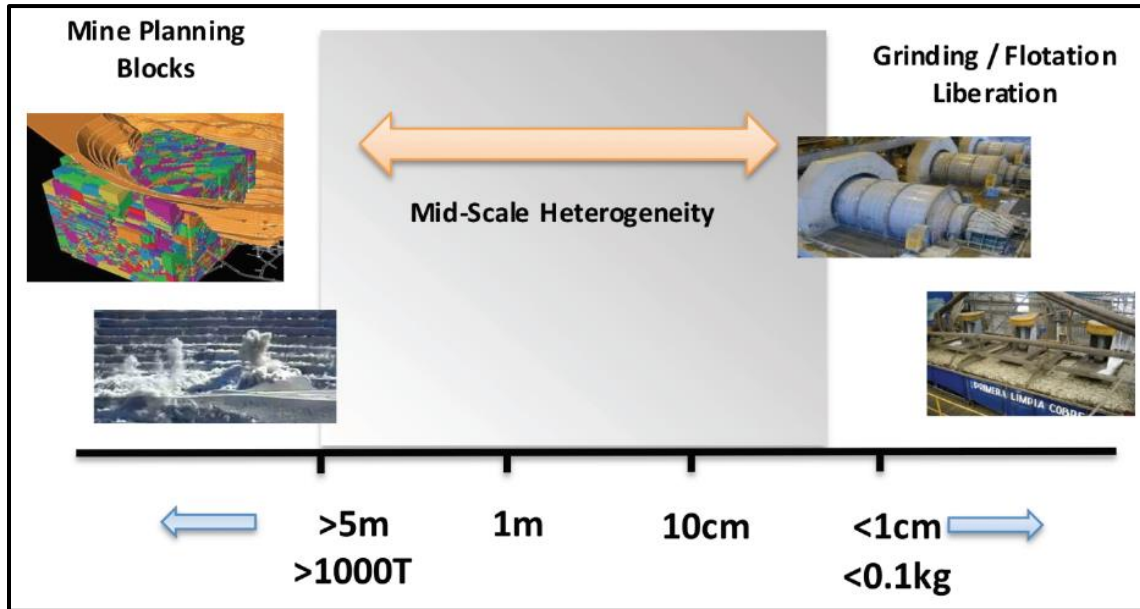 Mine Planning
Blocks
Grinding / Flotation
Liberation
Mid-Scale Heterogeneity
PRIMERA LIMPIA COBRE
>5m
1m
10cm
<1cm
>1000T
<0.1kg